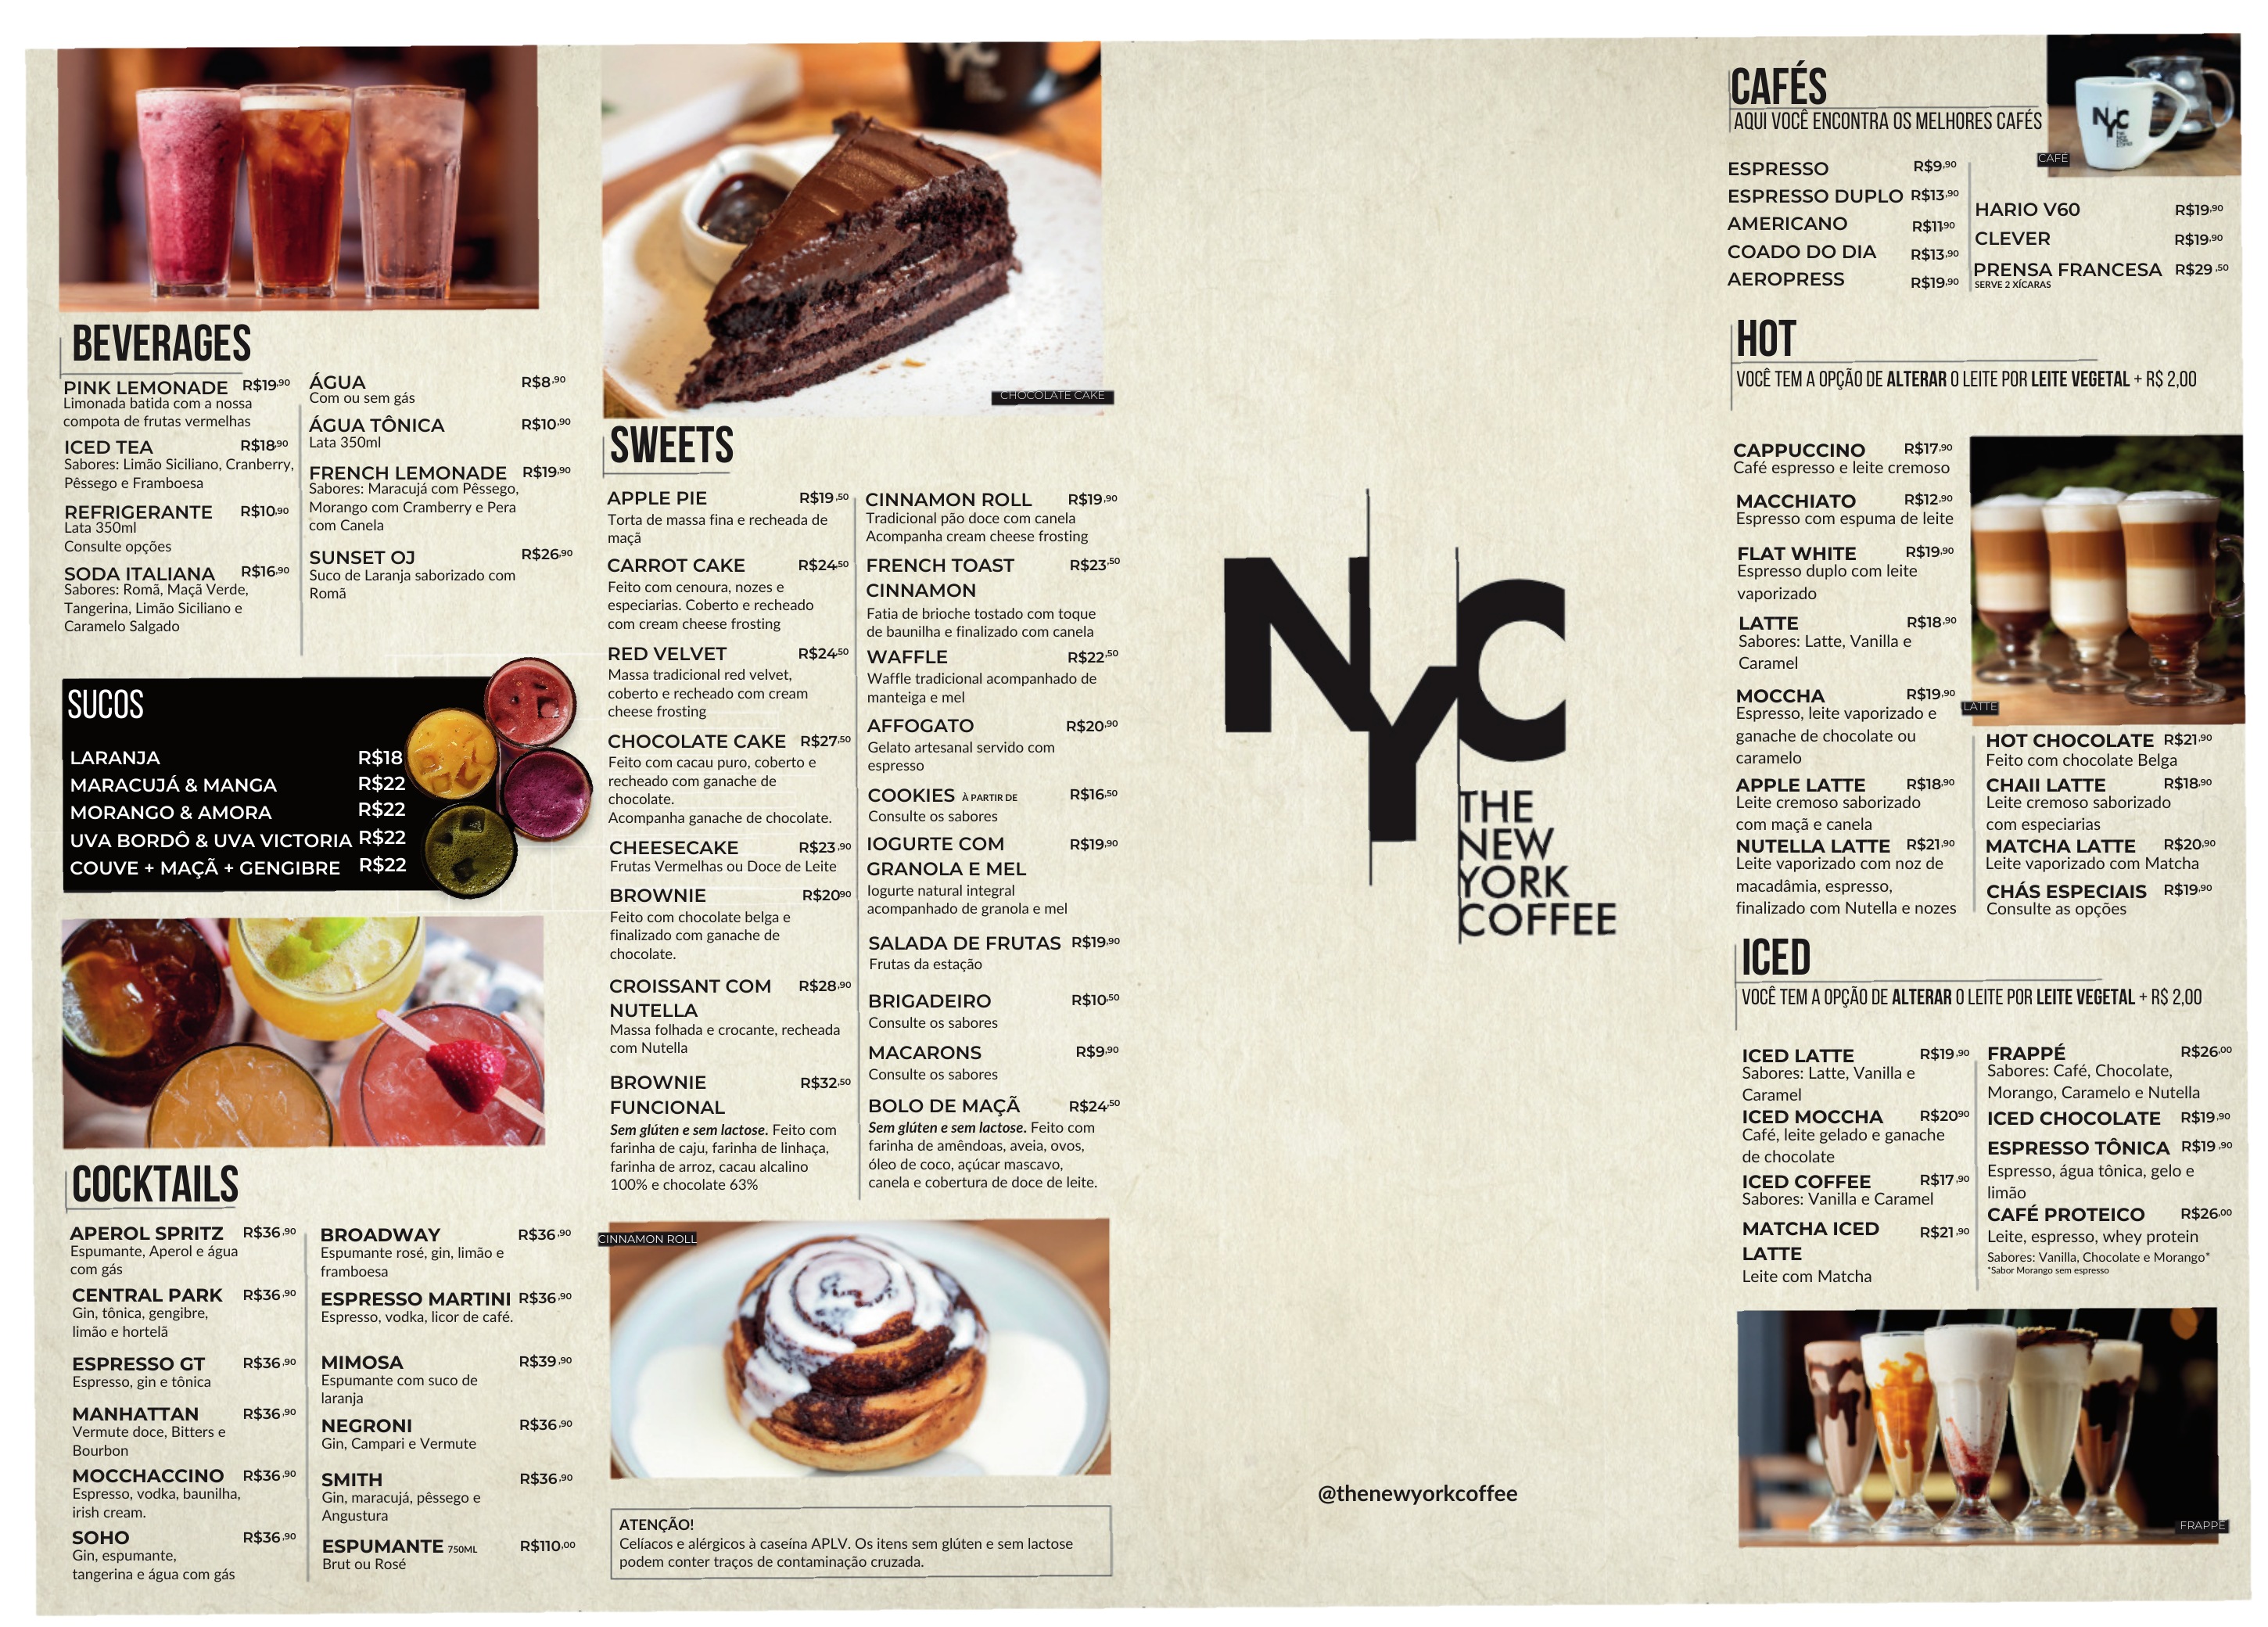 BEVERAGES
PINK LEMONADE R$19,90
Limonada batida com a nossa
compota de frutas vermelhas
ICED TEA R$18,90
Sabores: Limão Siciliano, Cranberry,
Pêssego e Framboesa
REFRIGERANTE R$10,90
Lata 350ml
Consulte opções
SODA ITALIANA R$16,90
Sabores: Romã, Maçã Verde,
Tangerina, Limão Siciliano e
Caramelo Salgado
ÁGUA R$8,90
Com ou sem gás
ÁGUA TÔNICA R$10,90
Lata 350ml
FRENCH LEMONADE R$19,90
Sabores: Maracujá com Pêssego,
Morango com Cramberry e Pera
com Canela
SUNSET OJ R$26,90
Suco de Laranja saborizado com
Romã
SUCOS
LARANJA R$18
MARACUJÁ & MANGA R$22
MORANGO & AMORA R$22
UVA BORDÔ & UVA VICTORIA R$22
COUVE + MAÇÃ + GENGIBRE R$22
COCKTAILS
APEROL SPRITZ R$36,90
Espumante, Aperol e água
com gás
CENTRAL PARK R$36,90
Gin, tônica, gengibre,
limão e hortelã
ESPRESSO GT R$36,90
Espresso, gin e tônica
MANHATTAN R$36,90
Vermute doce, Bitters e
Bourbon
MOCCHACCINO R$36,90
Espresso, vodka, baunilha,
irish cream.
SOHO R$36,90
Gin, espumante,
tangerina e água com gás
BROADWAY R$36,90
Espumante rosé, gin, limão e
framboesa
ESPRESSO MARTINI R$36,90
Espresso, vodka, licor de café.
MIMOSA R$39,90
Espumante com suco de
laranja
NEGRONI R$36,90
Gin, Campari e Vermute
SMITH R$36,90
Gin, maracujá, pêssego e
Angustura
ESPUMANTE 750ML R$110,00
Brut ou Rosé
CHOCOLATE CAKE
SWEETS
APPLE PIE R$19,50
Torta de massa fina e recheada de
maçã
CARROT CAKE R$24,50
Feito com cenoura, nozes e
especiarias. Coberto e recheado
com cream cheese frosting
RED VELVET R$24,50
Massa tradicional red velvet,
coberto e recheado com cream
cheese frosting
CHOCOLATE CAKE R$27,50
Feito com cacau puro, coberto e
recheado com ganache de
chocolate.
Acompanha ganache de chocolate.
CHEESECAKE R$23,90
Frutas Vermelhas ou Doce de Leite
BROWNIE R$20,90
Feito com chocolate belga e
finalizado com ganache de
chocolate.
CROISSANT COM R$28,90
NUTELLA
Massa folhada e crocante, recheada
com Nutella
BROWNIE R$32,50
FUNCIONAL
Sem glúten e sem lactose. Feito com
farinha de caju, farinha de linhaça,
farinha de arroz, cacau alcalino
100% e chocolate 63%
CINNAMON ROLL R$19,90
Tradicional pão doce com canela
Acompanha cream cheese frosting
FRENCH TOAST R$23,50
CINNAMON
Fatia de brioche tostado com toque
de baunilha e finalizado com canela
WAFFLE R$22,50
Waffle tradicional acompanhado de
manteiga e mel
AFFOGATO R$20,90
Gelato artesanal servido com
espresso
COOKIES À PARTIR DE R$16,50
Consulte os sabores
IOGURTE COM R$19,90
GRANOLA E MEL
Iogurte natural integral
acompanhado de granola e mel
SALADA DE FRUTAS R$19,90
Frutas da estação
BRIGADEIRO R$10,50
Consulte os sabores
MACARONS R$9,90
Consulte os sabores
BOLO DE MAÇÃ R$24,50
Sem glúten e sem lactose. Feito com
farinha de amêndoas, aveia, ovos,
óleo de coco, açúcar mascavo,
canela e cobertura de doce de leite.
CINNAMON ROLL
ATENÇÃO!
Celíacos e alérgicos à caseína APLV. Os itens sem glúten e sem lactose
podem conter traços de contaminação cruzada.
NYC
THE
NEW
YORK
COFFEE
@thenewyorkcoffee
CAFÉS
AQUI VOCÊ ENCONTRA OS MELHORES CAFÉS
NYC
CAFÉ
ESPRESSO R$9,90
ESPRESSO DUPLO R$13,90
AMERICANO R$11,90
COADO DO DIA R$13,90
AEROPRESS R$19,90
HARIO V60 R$19,90
CLEVER R$19,90
PRENSA FRANCESA R$29,50
SERVE 2 XÍCARAS
HOT
VOCÊ TEM A OPÇÃO DE ALTERAR O LEITE POR LEITE VEGETAL + R$ 2,00
CAPPUCCINO R$17,90
Café espresso e leite cremoso
MACCHIATO R$12,90
Espresso com espuma de leite
FLAT WHITE R$19,90
Espresso duplo com leite
vaporizado
LATTE R$18,90
Sabores: Latte, Vanilla e
Caramel
MOCCHA R$19,90
Espresso, leite vaporizado e
ganache de chocolate ou
caramelo
APPLE LATTE R$18,90
Leite cremoso saborizado
com maçã e canela
NUTELLA LATTE R$21,90
Leite vaporizado com noz de
macadâmia, espresso,
finalizado com Nutella e nozes
LATTE
HOT CHOCOLATE R$21,90
Feito com chocolate Belga
CHAII LATTE R$18,90
Leite cremoso saborizado
com especiarias
MATCHA LATTE R$20,90
Leite vaporizado com Matcha
CHÁS ESPECIAIS R$19,90
Consulte as opções
ICED
VOCÊ TEM A OPÇÃO DE ALTERAR O LEITE POR LEITE VEGETAL + R$ 2,00
ICED LATTE R$19,90
Sabores: Latte, Vanilla e
Caramel
ICED MOCCHA R$20,90
Café, leite gelado e ganache
de chocolate
ICED COFFEE R$17,90
Sabores: Vanilla e Caramel
MATCHA ICED R$21,90
LATTE
Leite com Matcha
FRAPPÉ R$26,00
Sabores: Café, Chocolate,
Morango, Caramelo e Nutella
ICED CHOCOLATE R$19,90
ESPRESSO TÔNICA R$19,90
Espresso, água tônica, gelo e
limão
CAFÉ PROTEICO R$26,00
Leite, espresso, whey protein
Sabores: Vanilla, Chocolate e Morango*
*Sabor Morango sem espresso
FRAPPÉ